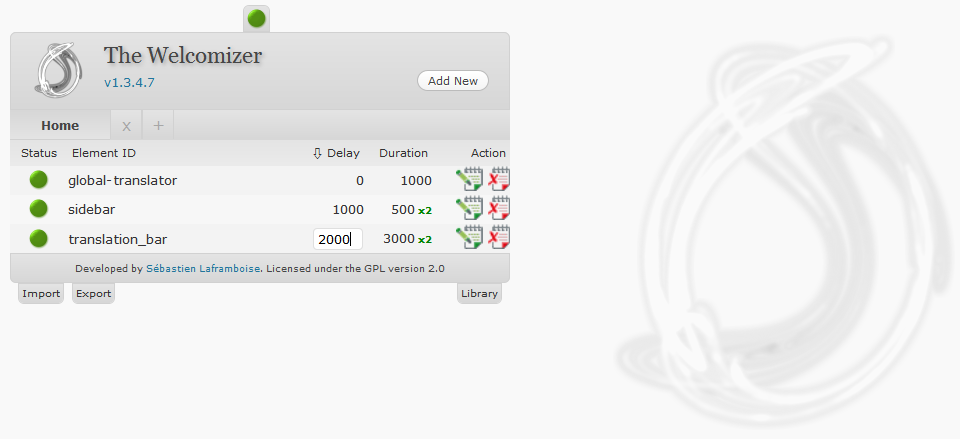 The Welcomizer
v1.3.4.7
Add New
Home x +
Status Element ID ⇩ Delay Duration Action
global-translator 0 1000
sidebar 1000 500 x2
translation_bar 2000 3000 x2
Developed by Sébastien Laframboise. Licensed under the GPL version 2.0
Import Export Library